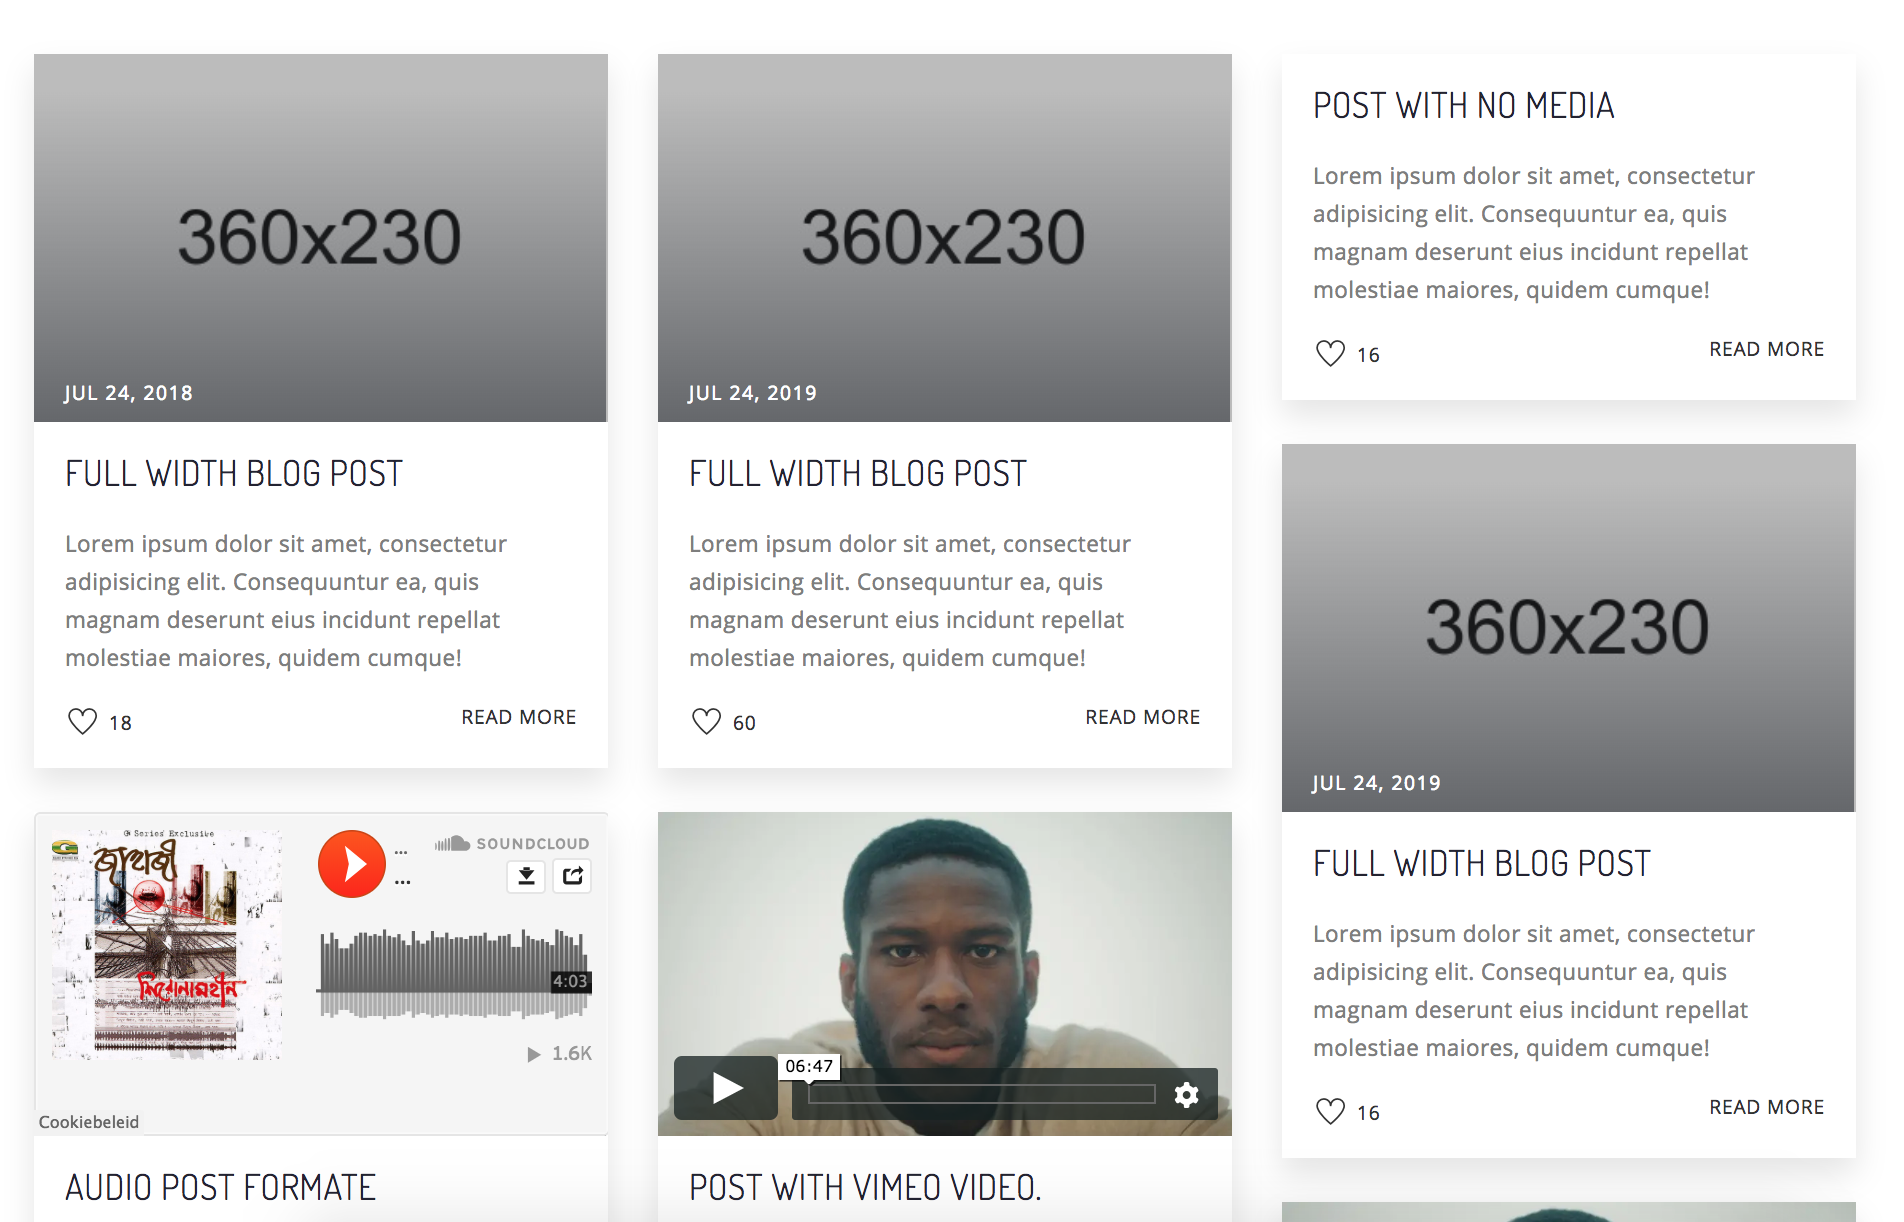 360x230
JUL 24, 2018
FULL WIDTH BLOG POST
Lorem ipsum dolor sit amet, consectetur
adipisicing elit. Consequuntur ea, quis
magnam deserunt eius incidunt repellat
molestiae maiores, quidem cumque!
18
READ MORE
G Series Exclusive
জাহাজী
শিরোনামহীন
...
...
SOUNDCLOUD
4:03
1.6K
Cookiebeleid
AUDIO POST FORMATE
360x230
JUL 24, 2019
FULL WIDTH BLOG POST
Lorem ipsum dolor sit amet, consectetur
adipisicing elit. Consequuntur ea, quis
magnam deserunt eius incidunt repellat
molestiae maiores, quidem cumque!
60
READ MORE
06:47
POST WITH VIMEO VIDEO.
POST WITH NO MEDIA
Lorem ipsum dolor sit amet, consectetur
adipisicing elit. Consequuntur ea, quis
magnam deserunt eius incidunt repellat
molestiae maiores, quidem cumque!
16
READ MORE
360x230
JUL 24, 2019
FULL WIDTH BLOG POST
Lorem ipsum dolor sit amet, consectetur
adipisicing elit. Consequuntur ea, quis
magnam deserunt eius incidunt repellat
molestiae maiores, quidem cumque!
16
READ MORE